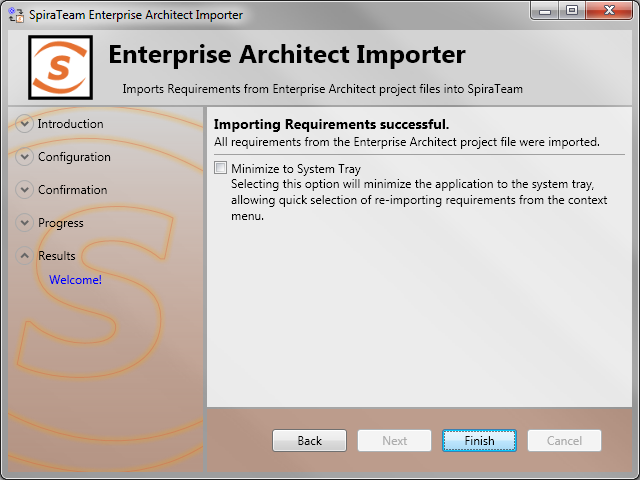 SpiraTeam Enterprise Architect Importer
Enterprise Architect Importer
Imports Requirements from Enterprise Architect project files into SpiraTeam
Introduction
Configuration
Confirmation
Progress
Results
Welcome!
Importing Requirements successful.
All requirements from the Enterprise Architect project file were imported.
Minimize to System Tray
Selecting this option will minimize the application to the system tray,
allowing quick selection of re-importing requirements from the context
menu.
Back
Next
Finish
Cancel